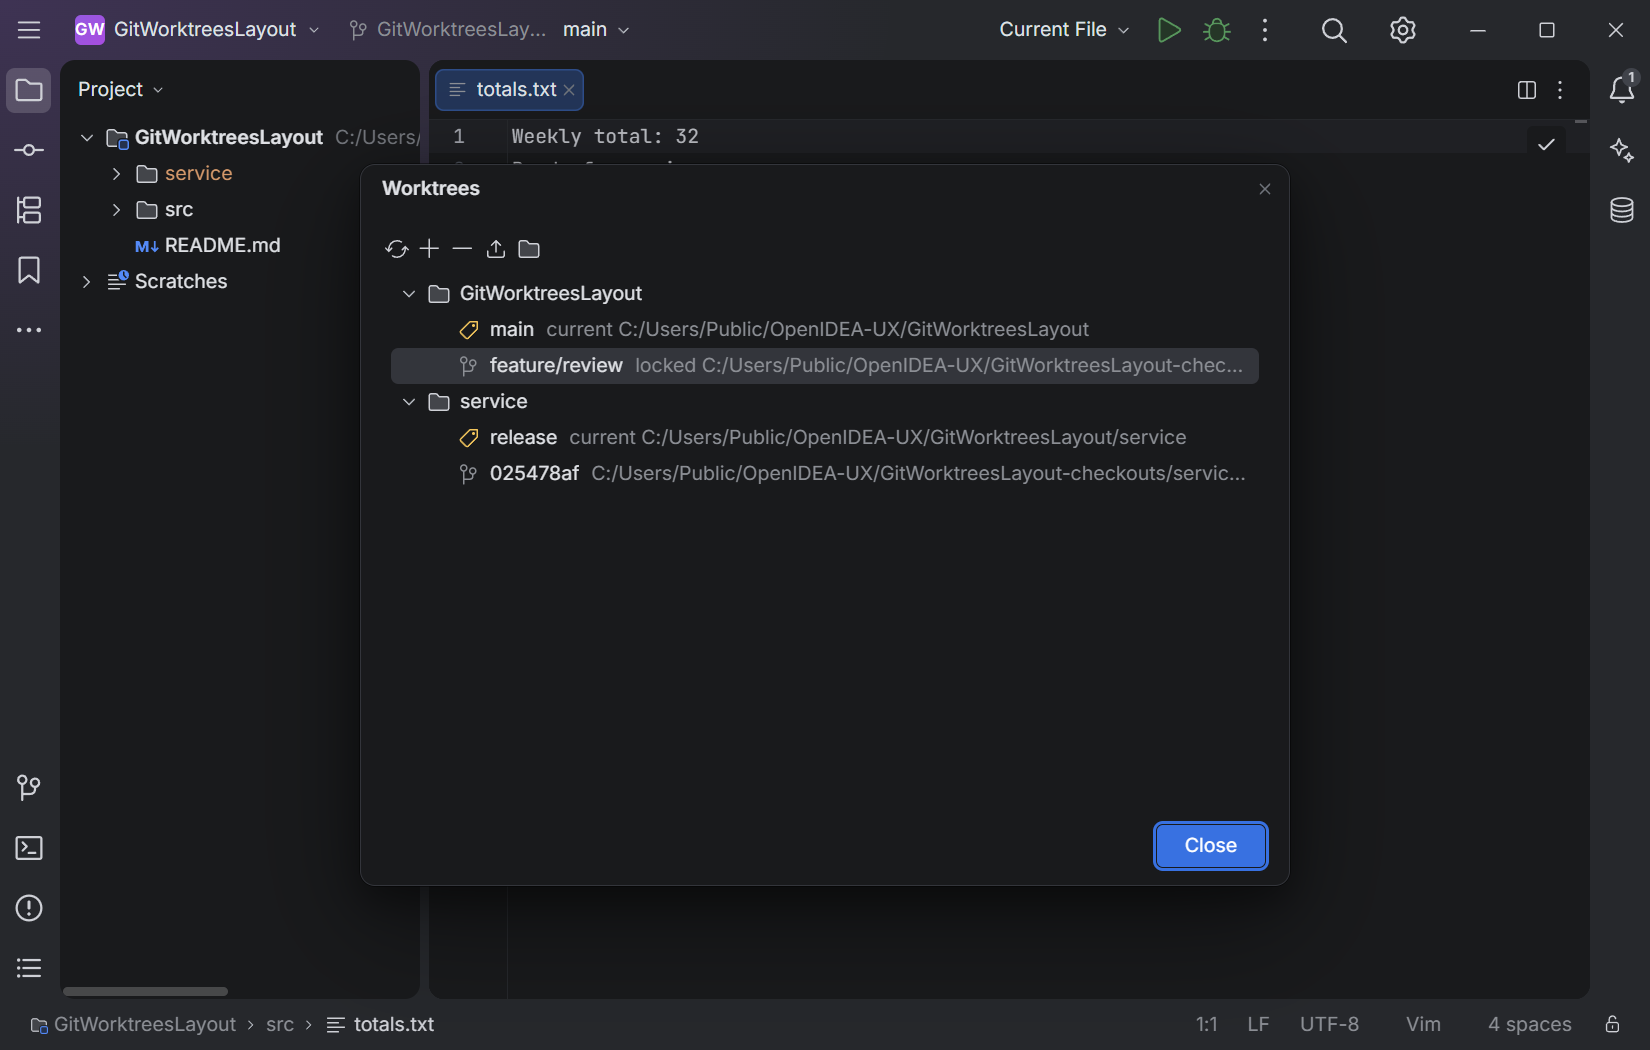 GW GitWorktreesLayout GitWorktreesLay... main Current File
Project
totals.txt
1
GitWorktreesLayout C:/Users/
1 Weekly total: 32
service
src
README.md
Scratches
Worktrees
GitWorktreesLayout
main current C:/Users/Public/OpenIDEA-UX/GitWorktreesLayout
feature/review locked C:/Users/Public/OpenIDEA-UX/GitWorktreesLayout-chec...
service
release current C:/Users/Public/OpenIDEA-UX/GitWorktreesLayout/service
025478af C:/Users/Public/OpenIDEA-UX/GitWorktreesLayout-checkouts/servic...
Close
GitWorktreesLayout src totals.txt 1:1 LF UTF-8 Vim 4 spaces